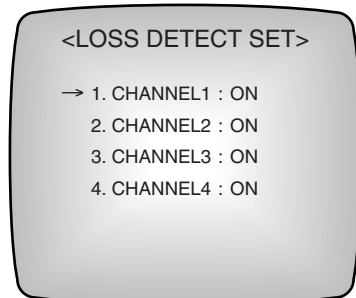 <LOSS DETECT SET>
→ 1. CHANNEL1 : ON
2. CHANNEL2 : ON
3. CHANNEL3 : ON
4. CHANNEL4 : ON